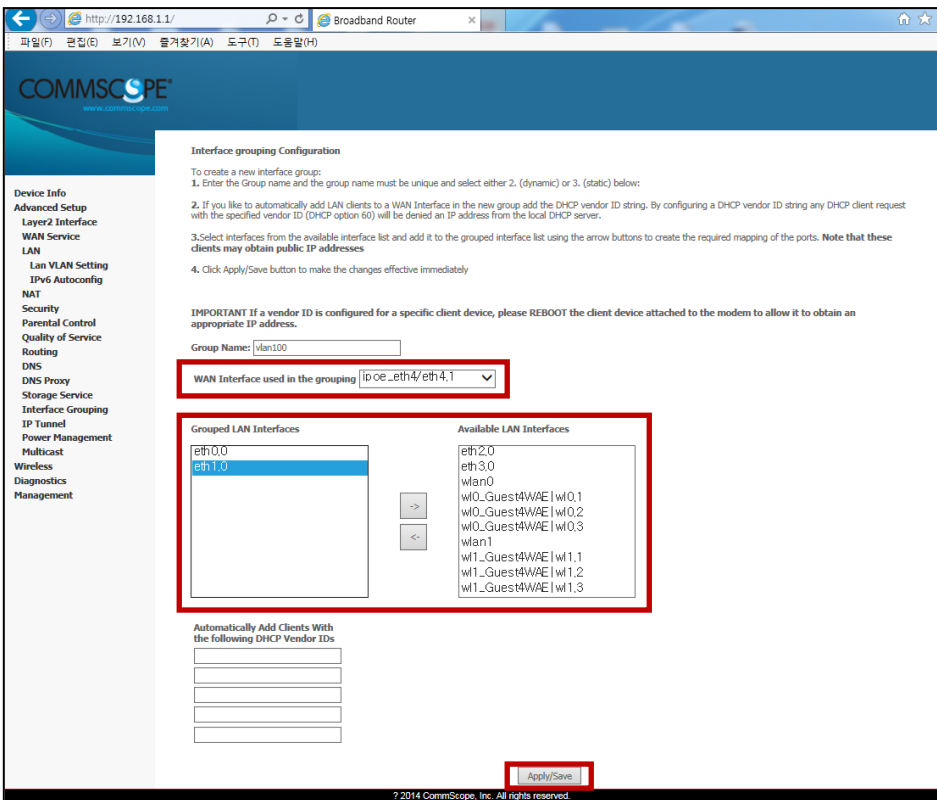 http://192.168.1.1/
Broadband Router
파일(F) 편집(E) 보기(V) 즐겨찾기(A) 도구(T) 도움말(H)
COMMSCOPE®
www.commscope.com
Device Info
Advanced Setup
Layer2 Interface
WAN Service
LAN
Lan VLAN Setting
IPv6 Autoconfig
NAT
Security
Parental Control
Quality of Service
Routing
DNS
DNS Proxy
Storage Service
Interface Grouping
IP Tunnel
Power Management
Multicast
Wireless
Diagnostics
Management
Interface grouping Configuration
To create a new interface group:
1. Enter the Group name and the group name must be unique and select either 2. (dynamic) or 3. (static) below:
2. If you like to automatically add LAN clients to a WAN Interface in the new group add the DHCP vendor ID string. By configuring a DHCP vendor ID string any DHCP client request
with the specified vendor ID (DHCP option 60) will be denied an IP address from the local DHCP server.
3.Select interfaces from the available interface list and add it to the grouped interface list using the arrow buttons to create the required mapping of the ports. Note that these
clients may obtain public IP addresses
4. Click Apply/Save button to make the changes effective immediately
IMPORTANT If a vendor ID is configured for a specific client device, please REBOOT the client device attached to the modem to allow it to obtain an
appropriate IP address.
Group Name: vlan100
WAN Interface used in the grouping ipoe_eth4/eth4.1
Grouped LAN Interfaces
eth0.0
eth1.0
->
<-
Available LAN Interfaces
eth2.0
eth3.0
wlan0
wl0_Guest4WAE|wl0.1
wl0_Guest4WAE|wl0.2
wl0_Guest4WAE|wl0.3
wlan1
wl1_Guest4WAE|wl1.1
wl1_Guest4WAE|wl1.2
wl1_Guest4WAE|wl1.3
Automatically Add Clients With
the following DHCP Vendor IDs
Apply/Save
? 2014 CommScope, Inc. All rights reserved.